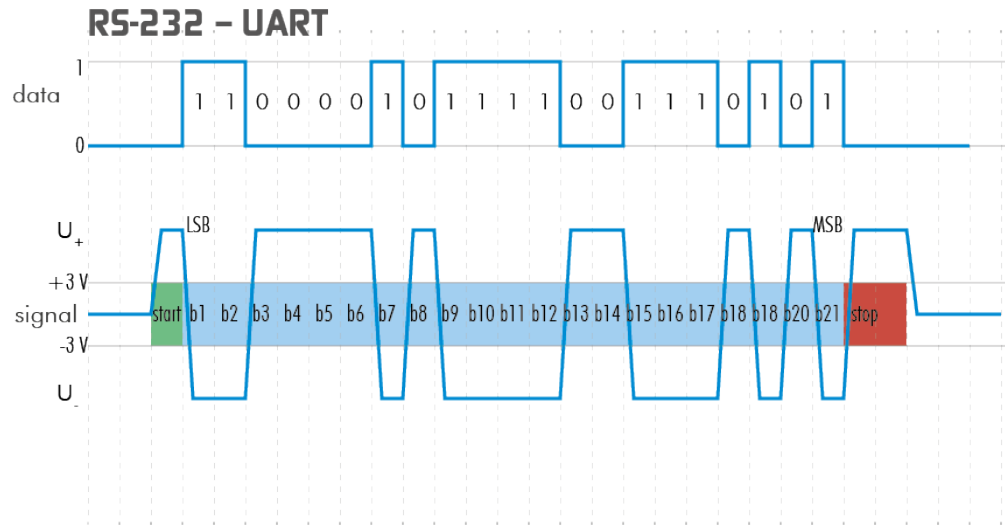 RS-232 – UART
1
data 1 1 0 0 0 0 1 0 1 1 1 1 0 0 1 1 1 0 1 0 1
0
U+ LSB MSB
+3 V
signal start b1 b2 b3 b4 b5 b6 b7 b8 b9 b10 b11 b12 b13 b14 b15 b16 b17 b18 b18 b20 b21 stop
-3 V
U-